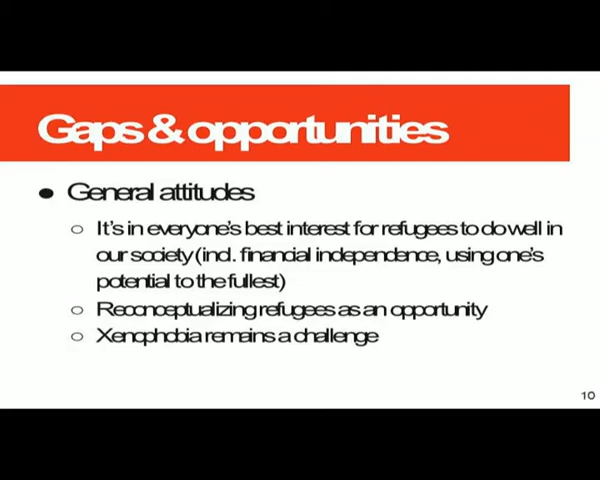 Gaps & opportunities
● General attitudes
○ It's in everyone's best interest for refugees to do well in
our society (incl. financial independence, using one's
potential to the fullest)
○ Reconceptualizing refugees as an opportunity
○ Xenophobia remains a challenge
10